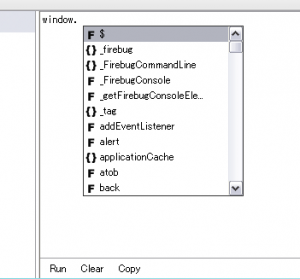 window.
F $
{} _firebug
{} _FirebugCommandLine
F _FirebugConsole
F _getFirebugConsoleEle...
{} _tag
F addEventListener
F alert
{} applicationCache
F atob
F back
Run Clear Copy